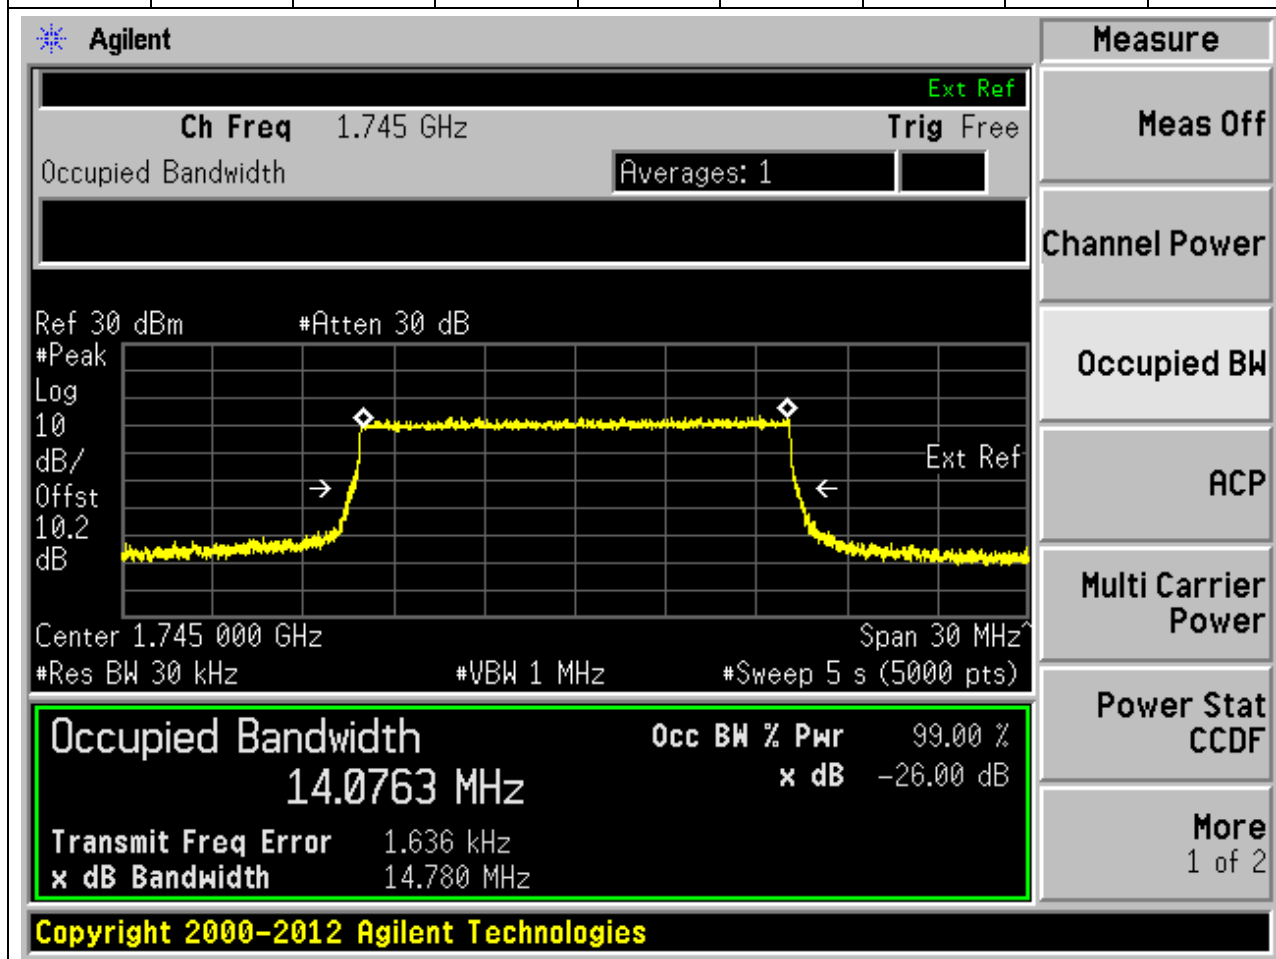 Agilent
Measure
Ext Ref
Ch Freq 1.745 GHz Trig Free
Occupied Bandwidth Averages: 1
Ref 30 dBm #Atten 30 dB
#Peak
Log
10
dB/
Offst
10.2
dB
Ext Ref
Center 1.745 000 GHz Span 30 MHz^
#Res BW 30 kHz #VBW 1 MHz #Sweep 5 s (5000 pts)
Occupied Bandwidth Occ BW % Pwr 99.00 %
14.0763 MHz x dB -26.00 dB
Transmit Freq Error 1.636 kHz
x dB Bandwidth 14.780 MHz
Copyright 2000-2012 Agilent Technologies
Meas Off
Channel Power
Occupied BW
ACP
Multi Carrier
Power
Power Stat
CCDF
More
1 of 2